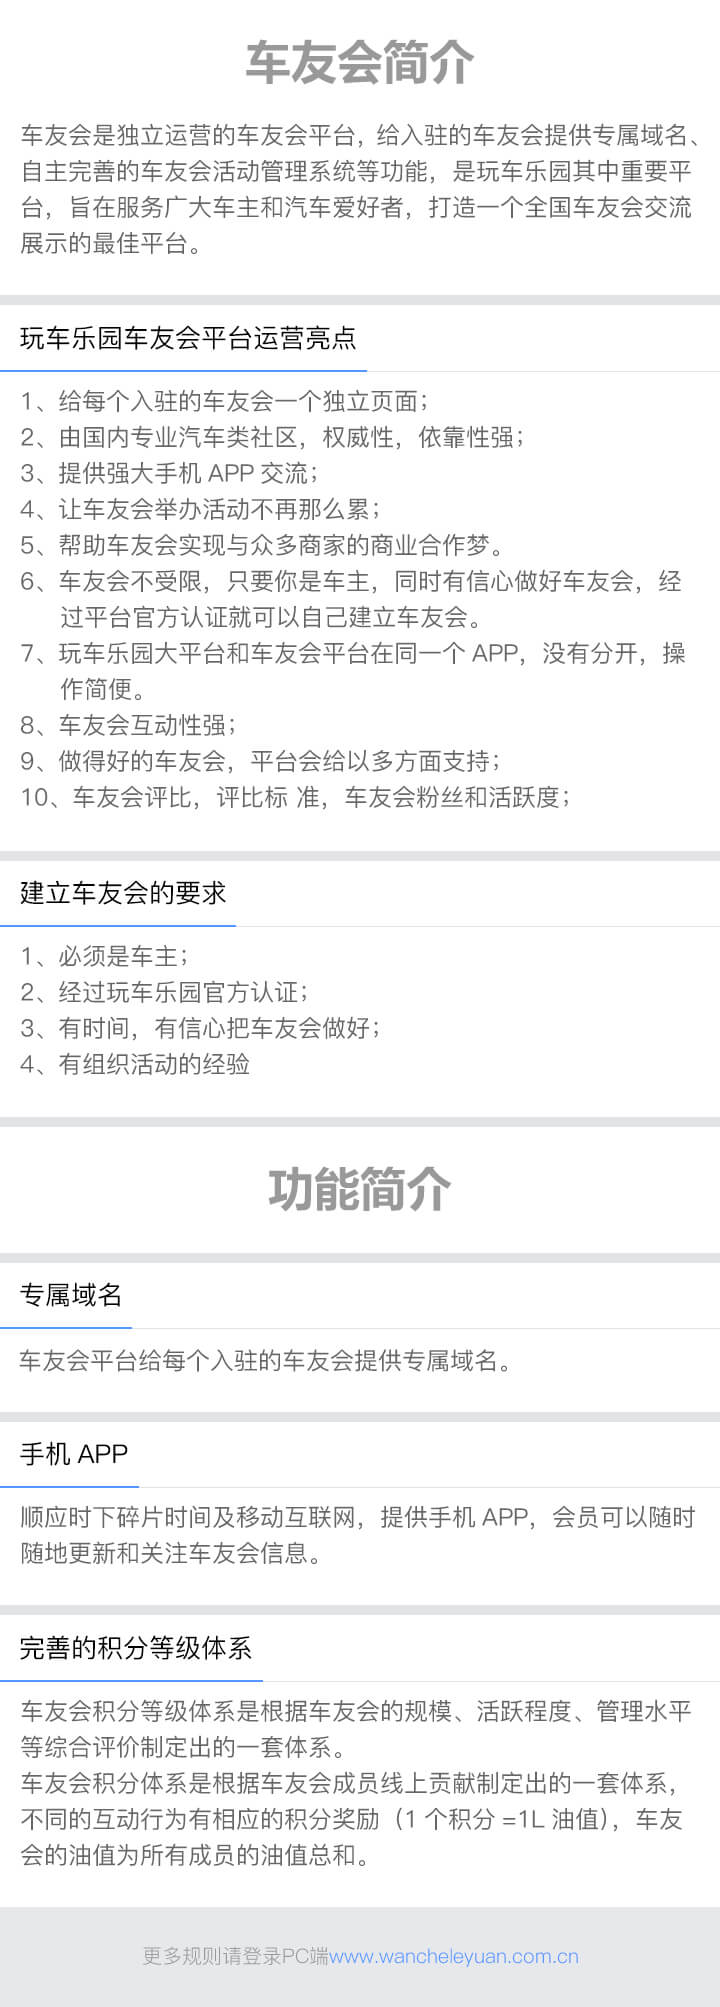 车友会简介
车友会是独立运营的车友会平台，给入驻的车友会提供专属域名、
自主完善的车友会活动管理系统等功能，是玩车乐园其中重要平
台，旨在服务广大车主和汽车爱好者，打造一个全国车友会交流
展示的最佳平台。
玩车乐园车友会平台运营亮点
1、给每个入驻的车友会一个独立页面；
2、由国内专业汽车类社区，权威性，依靠性强；
3、提供强大手机 APP 交流；
4、让车友会举办活动不再那么累；
5、帮助车友会实现与众多商家的商业合作梦。
6、车友会不受限，只要你是车主，同时有信心做好车友会，经
过平台官方认证就可以自己建立车友会。
7、玩车乐园大平台和车友会平台在同一个 APP，没有分开，操
作简便。
8、车友会互动性强；
9、做得好的车友会，平台会给以多方面支持；
10、车友会评比，评比标 准，车友会粉丝和活跃度；
建立车友会的要求
1、必须是车主；
2、经过玩车乐园官方认证；
3、有时间，有信心把车友会做好；
4、有组织活动的经验
功能简介
专属域名
车友会平台给每个入驻的车友会提供专属域名。
手机 APP
顺应时下碎片时间及移动互联网，提供手机 APP，会员可以随时
随地更新和关注车友会信息。
完善的积分等级体系
车友会积分等级体系是根据车友会的规模、活跃程度、管理水平
等综合评价制定出的一套体系。
车友会积分体系是根据车友会成员线上贡献制定出的一套体系，
不同的互动行为有相应的积分奖励（1 个积分 =1L 油值），车友
会的油值为所有成员的油值总和。
更多规则请登录PC端www.wancheleyuan.com.cn